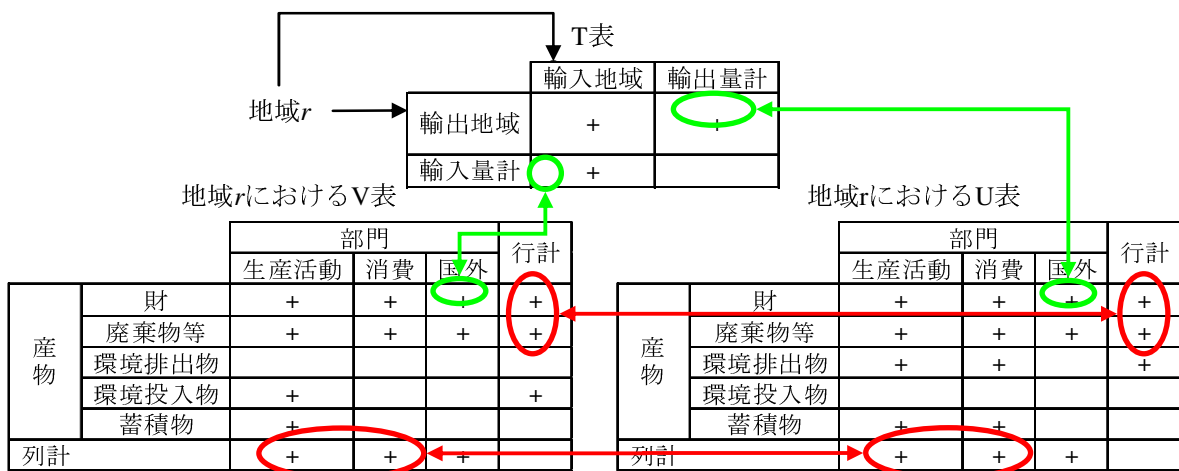 T表
輸入地域 輸出量計
地域r
輸出地域 + +
輸入量計 +
地域rにおけるV表
部門 行計
生産活動 消費 国外
産物
財 + + + +
廃棄物等 + + + +
環境排出物
環境投入物 + +
蓄積物 +
列計 + + +
地域rにおけるU表
部門 行計
生産活動 消費 国外
産物
財 + + + +
廃棄物等 + + + +
環境排出物 + + +
環境投入物
蓄積物 + +
列計 + + +